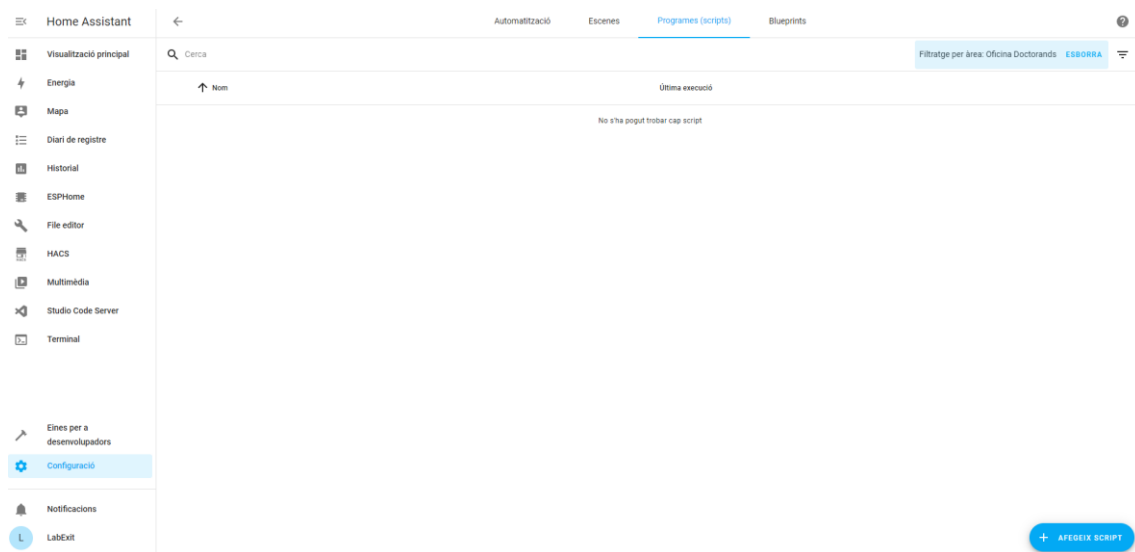 Home Assistant
Automatització Escenes Programes (scripts) Blueprints
Visualització principal
Energia
Mapa
Diari de registre
Historial
ESPHome
File editor
HACS
Multimèdia
Studio Code Server
Terminal
Eines per a
desenvolupadors
Configuració
Notificacions
L LabExit
Cerca
Filtratge per àrea: Oficina Doctorands ESBORRA
Nom Última execució
No s'ha pogut trobar cap script
+ AFEGEIX SCRIPT